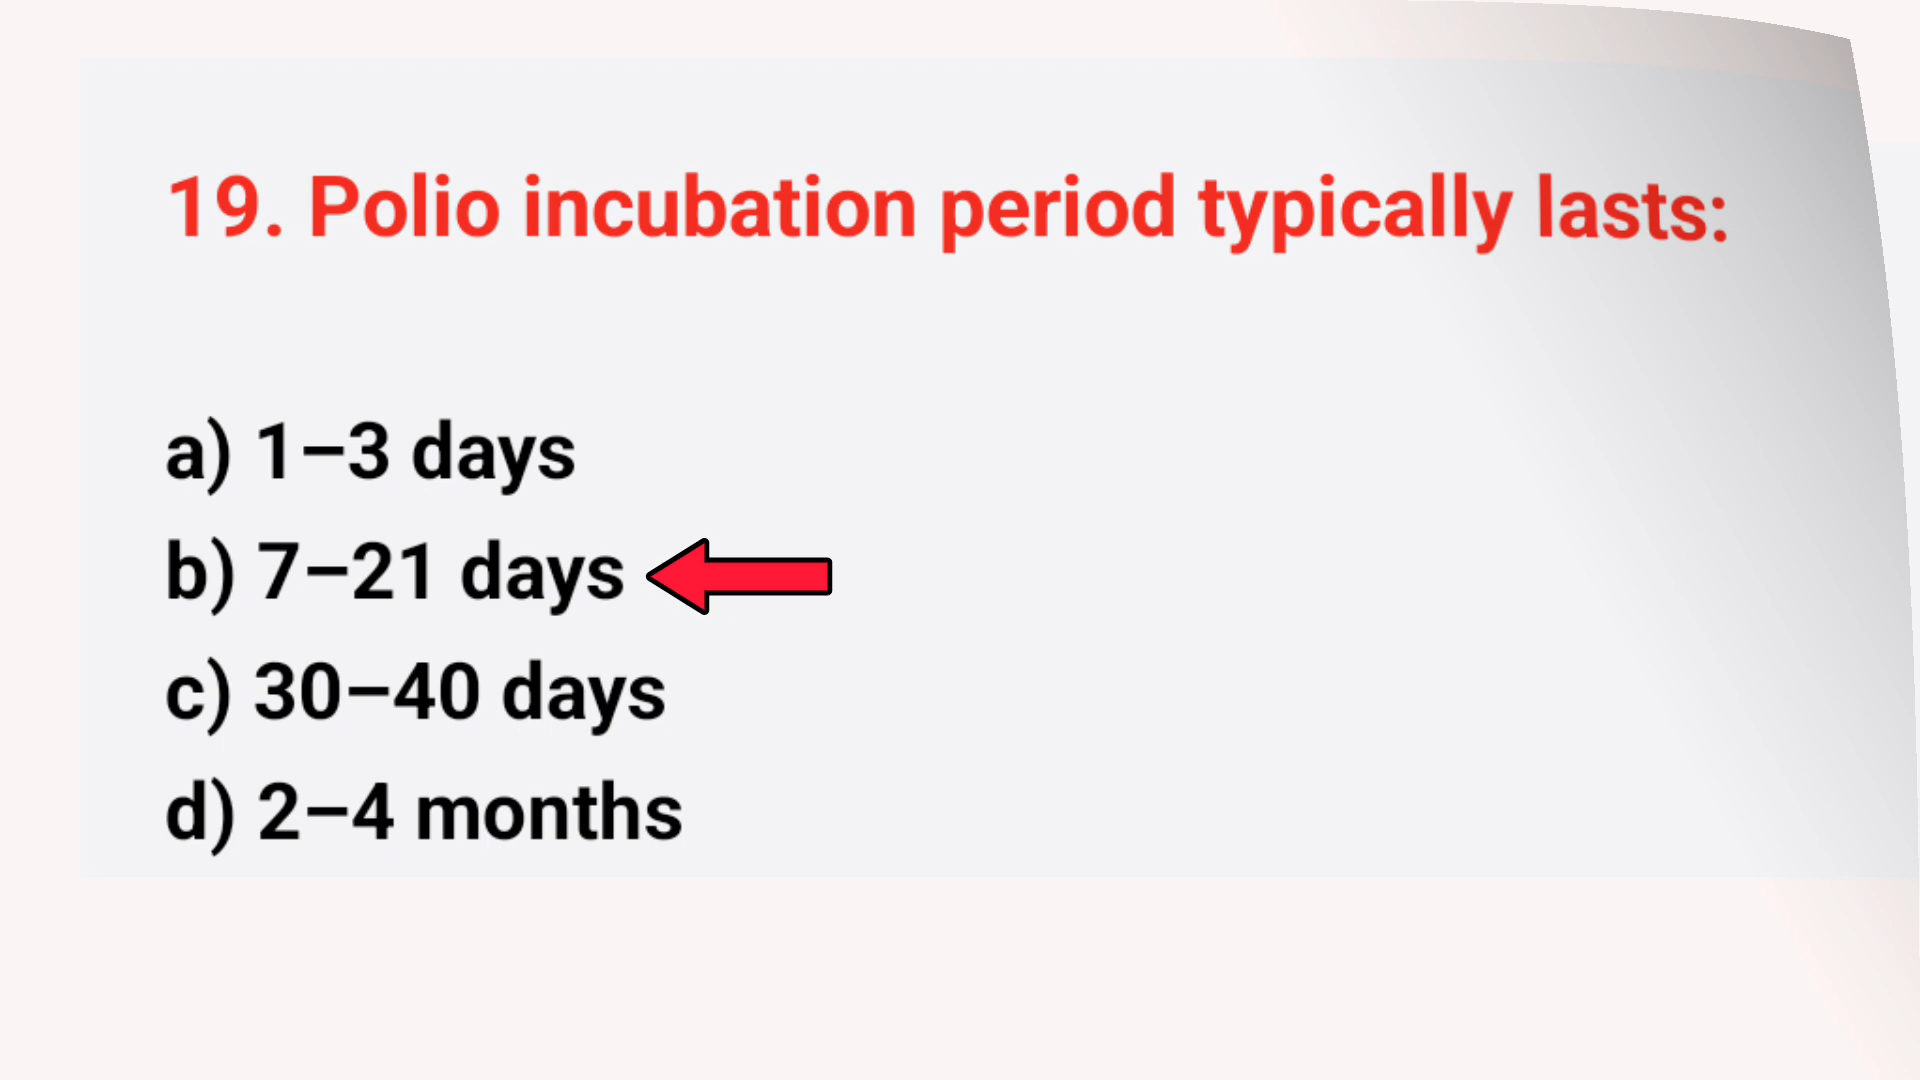 19. Polio incubation period typically lasts:
a) 1–3 days
b) 7–21 days
c) 30–40 days
d) 2–4 months